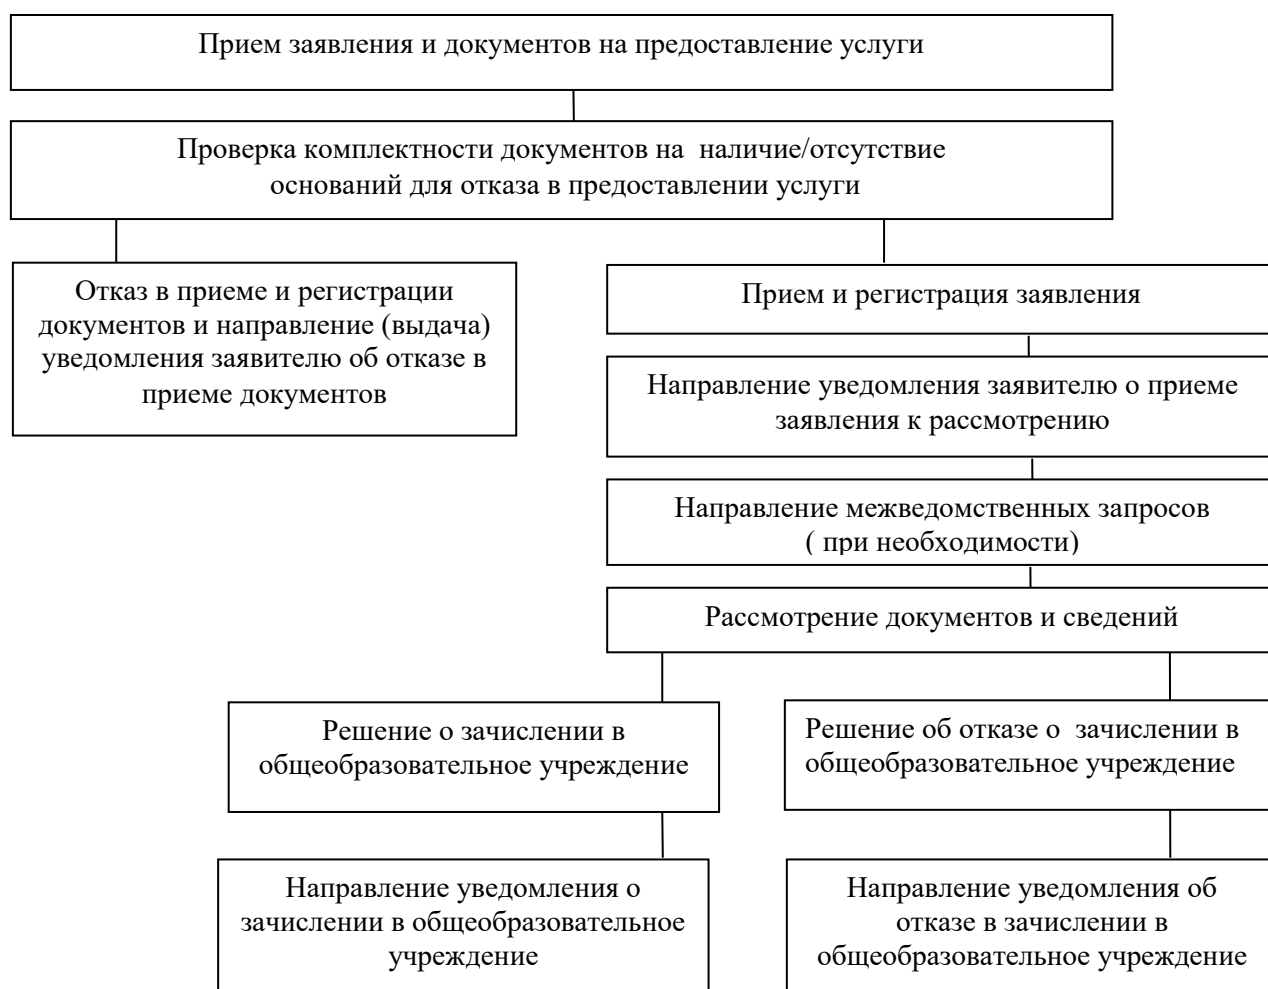 Прием заявления и документов на предоставление услуги
Проверка комплектности документов на  наличие/отсутствие
оснований для отказа в предоставлении услуги
Отказ в приеме и регистрации
документов и направление (выдача)
уведомления заявителю об отказе в
приеме документов
Прием и регистрация заявления
Направление уведомления заявителю о приеме
заявления к рассмотрению
Направление межведомственных запросов
( при необходимости)
Рассмотрение документов и сведений
Решение о зачислении в
общеобразовательное учреждение
Решение об отказе о  зачислении в
общеобразовательное учреждение
Направление уведомления о
зачислении в общеобразовательное
учреждение
Направление уведомления об
отказе в зачислении в
общеобразовательное учреждение